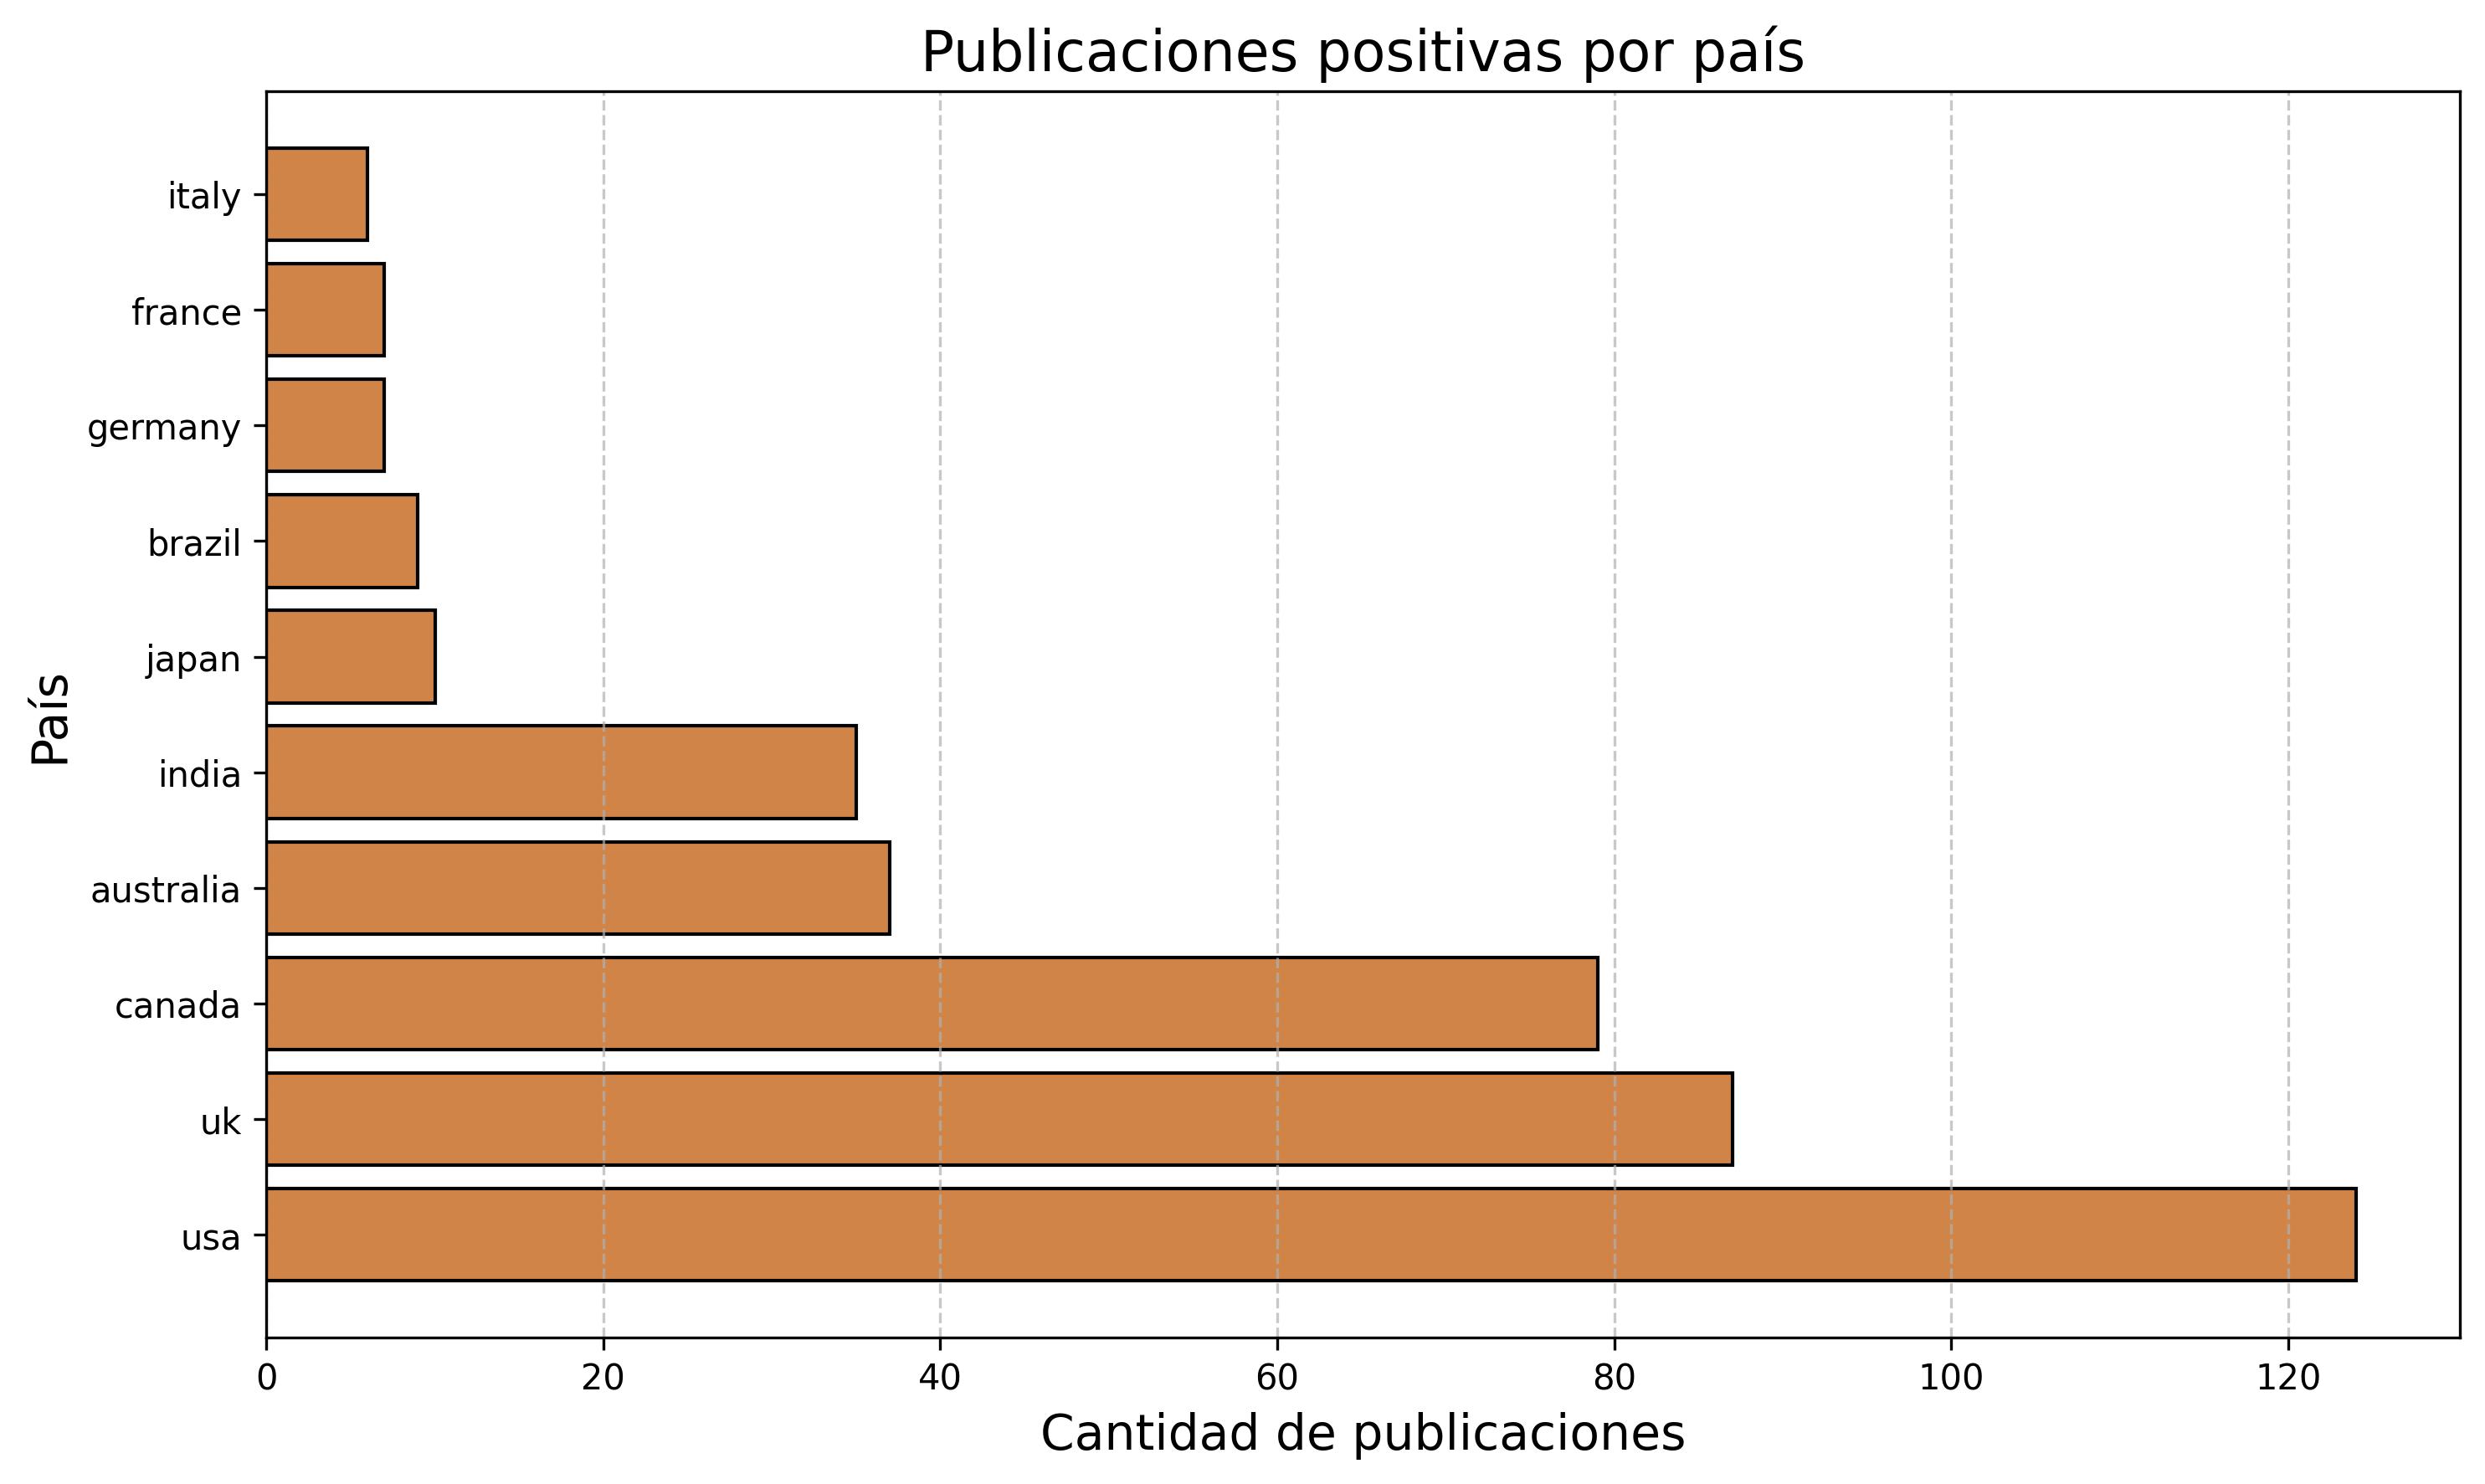 Publicaciones positivas por país
País
italy
france
germany
brazil
japan
india
australia
canada
uk
usa
0 20 40 60 80 100 120
Cantidad de publicaciones